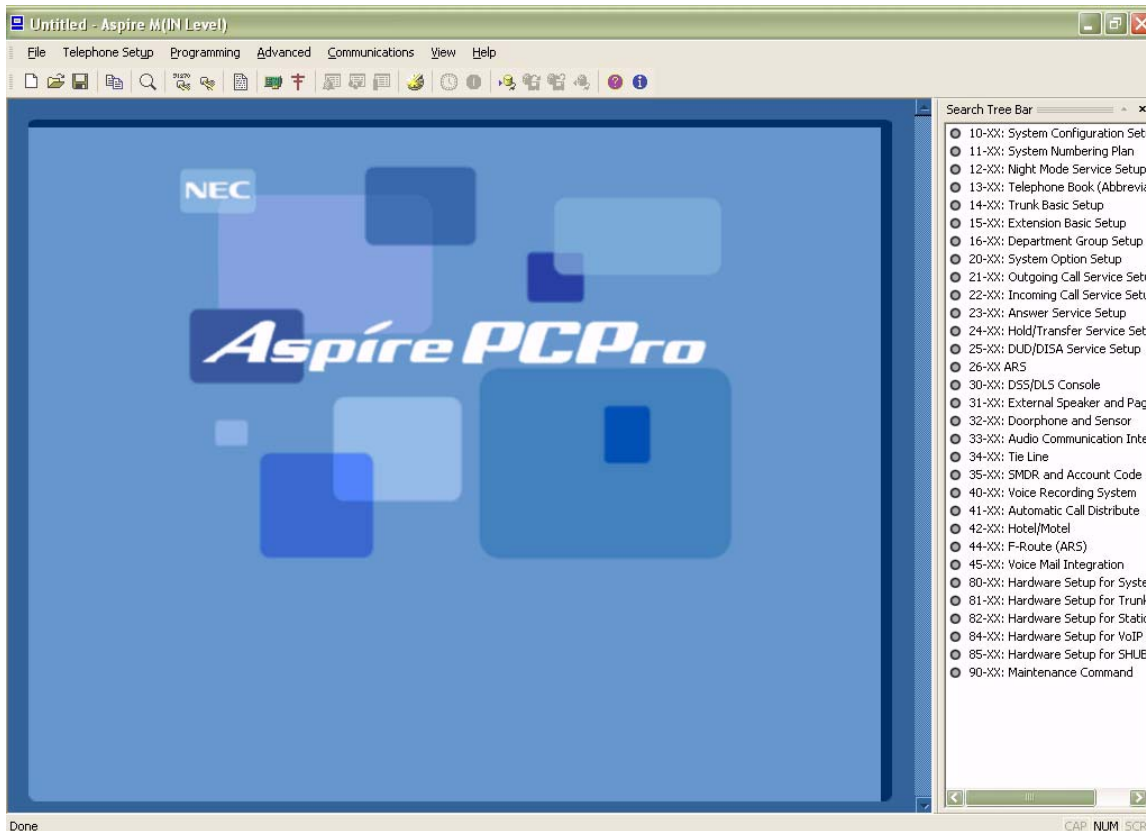 Untitled - Aspire M(IN Level)
File Telephone Setup Programming Advanced Communications View Help
Search Tree Bar
NEC
Aspire PCPro
10-XX: System Configuration Set
11-XX: System Numbering Plan
12-XX: Night Mode Service Setup
13-XX: Telephone Book (Abbrevia
14-XX: Trunk Basic Setup
15-XX: Extension Basic Setup
16-XX: Department Group Setup
20-XX: System Option Setup
21-XX: Outgoing Call Service Setu
22-XX: Incoming Call Service Setu
23-XX: Answer Service Setup
24-XX: Hold/Transfer Service Set
25-XX: DUD/DISA Service Setup
26-XX ARS
30-XX: DSS/DLS Console
31-XX: External Speaker and Pag
32-XX: Doorphone and Sensor
33-XX: Audio Communication Inte
34-XX: Tie Line
35-XX: SMDR and Account Code
40-XX: Voice Recording System
41-XX: Automatic Call Distribute
42-XX: Hotel/Motel
44-XX: F-Route (ARS)
45-XX: Voice Mail Integration
80-XX: Hardware Setup for Syste
81-XX: Hardware Setup for Trunk
82-XX: Hardware Setup for Static
84-XX: Hardware Setup for VoIP
85-XX: Hardware Setup for SHUB
90-XX: Maintenance Command
Done
CAP NUM SCR